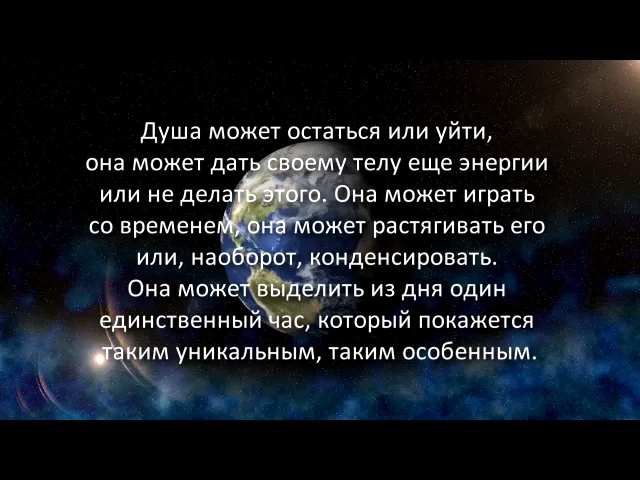 Душа может остаться или уйти,
она может дать своему телу еще энергии
или не делать этого. Она может играть
со временем, она может растягивать его
или, наоборот, конденсировать.
Она может выделить из дня один
единственный час, который покажется
таким уникальным, таким особенным.